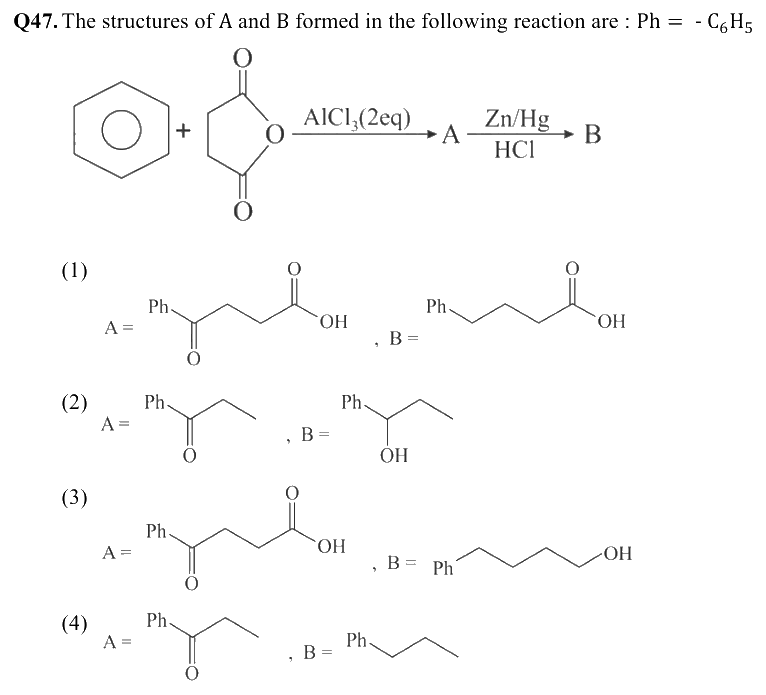 Q47. The structures of A and B formed in the following reaction are : Ph = - C₆H₅
O
O
O
+
AlCl₃(2eq)
A
Zn/Hg
HCl
B
(1)
A =
Ph
O
O
OH
, B =
Ph
O
OH
(2)
A =
Ph
O
, B =
Ph
OH
(3)
A =
Ph
O
O
OH
, B =
Ph
OH
(4)
A =
Ph
O
, B =
Ph